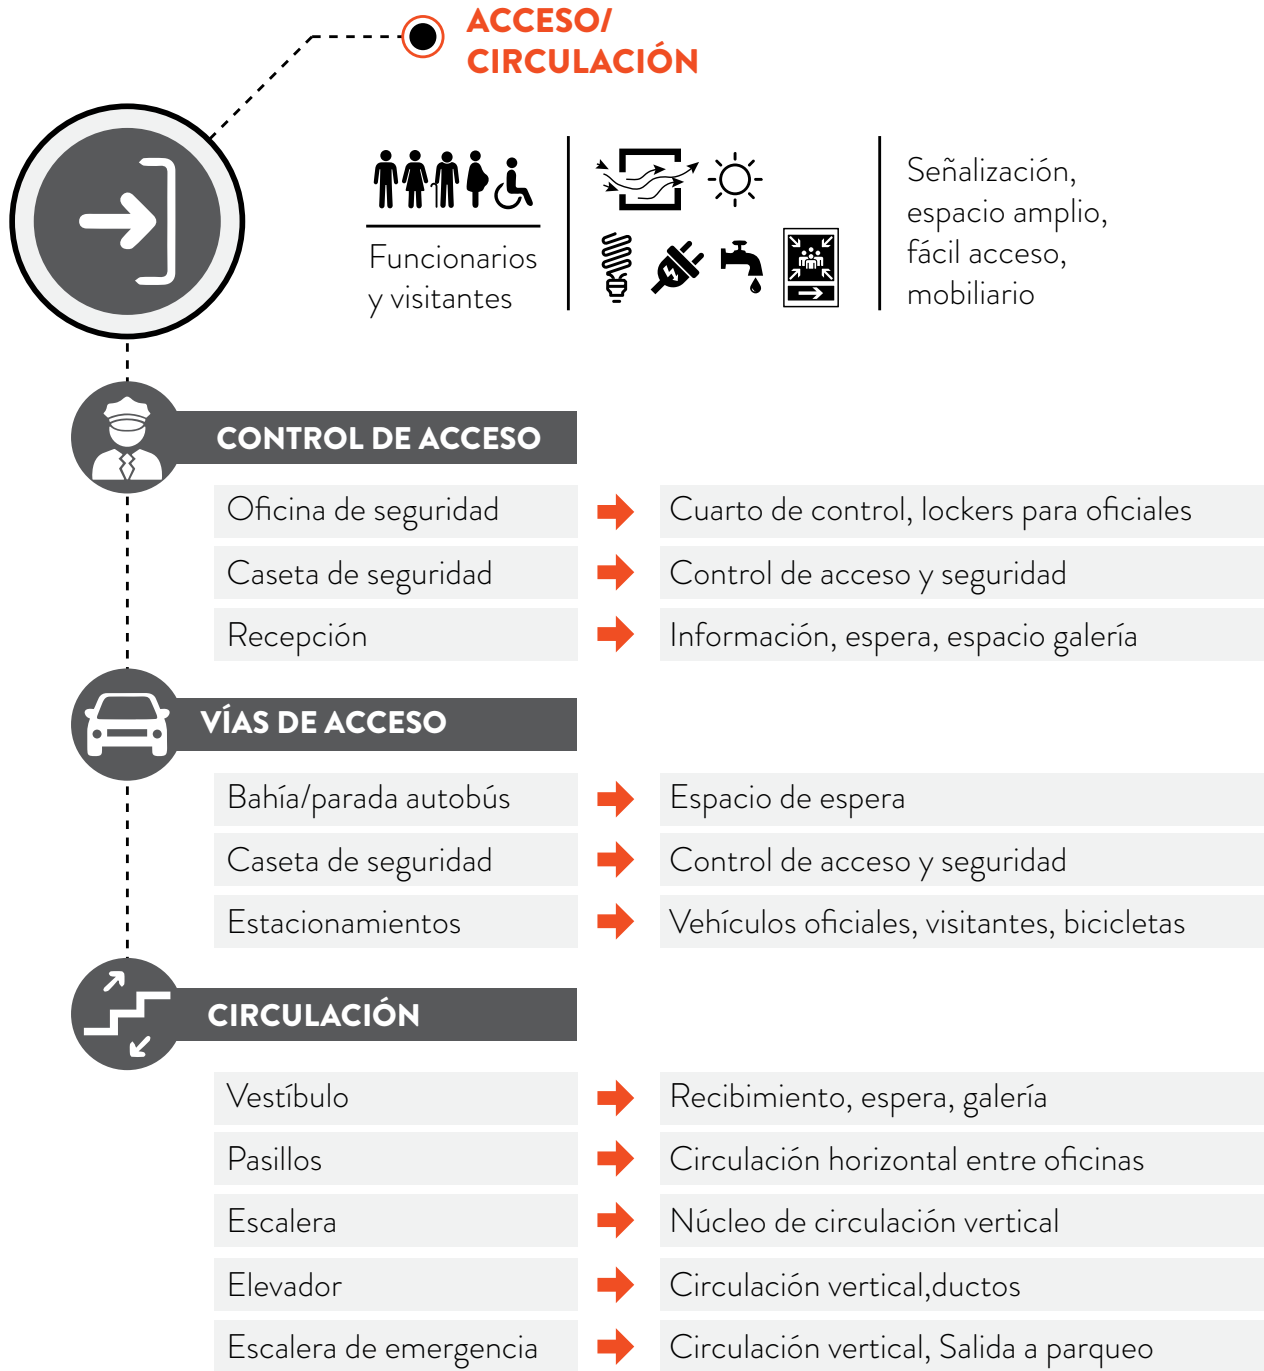 ACCESO/
CIRCULACIÓN
Funcionarios
y visitantes
Señalización,
espacio amplio,
fácil acceso,
mobiliario
CONTROL DE ACCESO
Oficina de seguridad
Cuarto de control, lockers para oficiales
Caseta de seguridad
Control de acceso y seguridad
Recepción
Información, espera, espacio galería
VÍAS DE ACCESO
Bahía/parada autobús
Espacio de espera
Caseta de seguridad
Control de acceso y seguridad
Estacionamientos
Vehículos oficiales, visitantes, bicicletas
CIRCULACIÓN
Vestíbulo
Recibimiento, espera, galería
Pasillos
Circulación horizontal entre oficinas
Escalera
Núcleo de circulación vertical
Elevador
Circulación vertical,ductos
Escalera de emergencia
Circulación vertical, Salida a parqueo